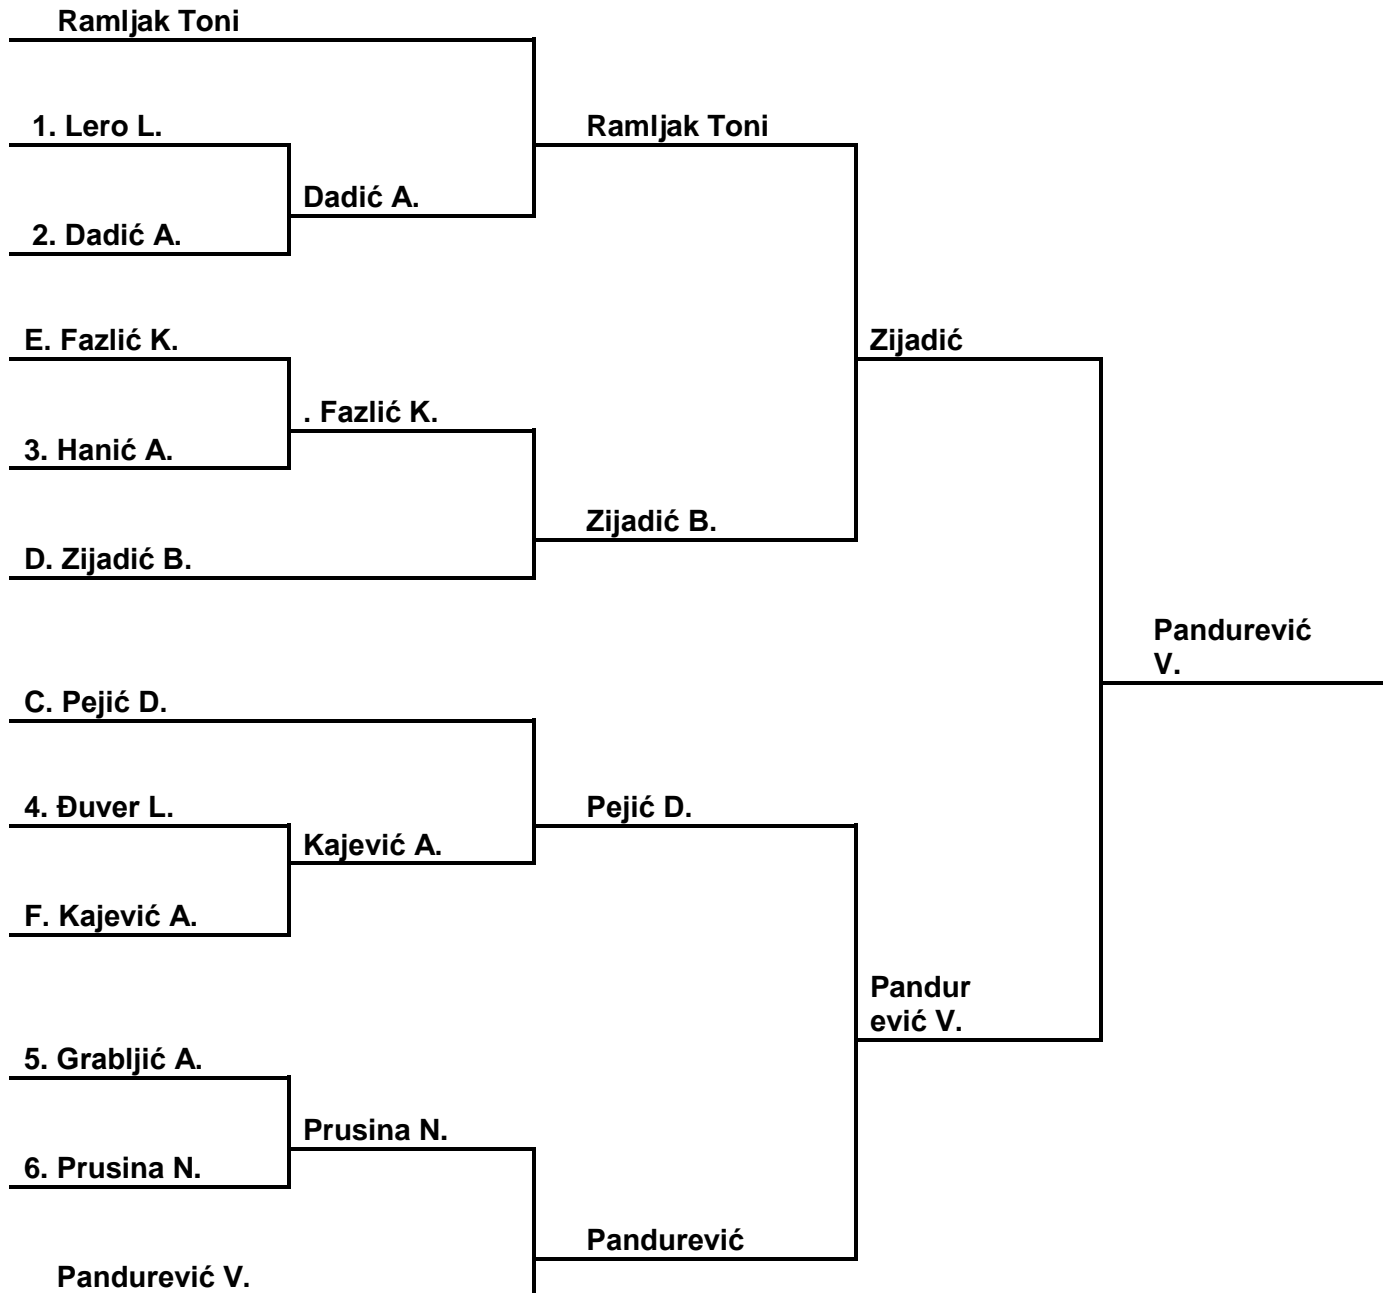 Ramljak Toni
1. Lero L.
Ramljak Toni
Dadić A.
2. Dadić A.
E. Fazlić K.
Zijadić
. Fazlić K.
3. Hanić A.
Zijadić B.
D. Zijadić B.
Pandurević
V.
C. Pejić D.
4. Đuver L.
Pejić D.
Kajević A.
F. Kajević A.
Pandur
ević V.
5. Grabljić A.
Prusina N.
6. Prusina N.
Pandurević
Pandurević V.